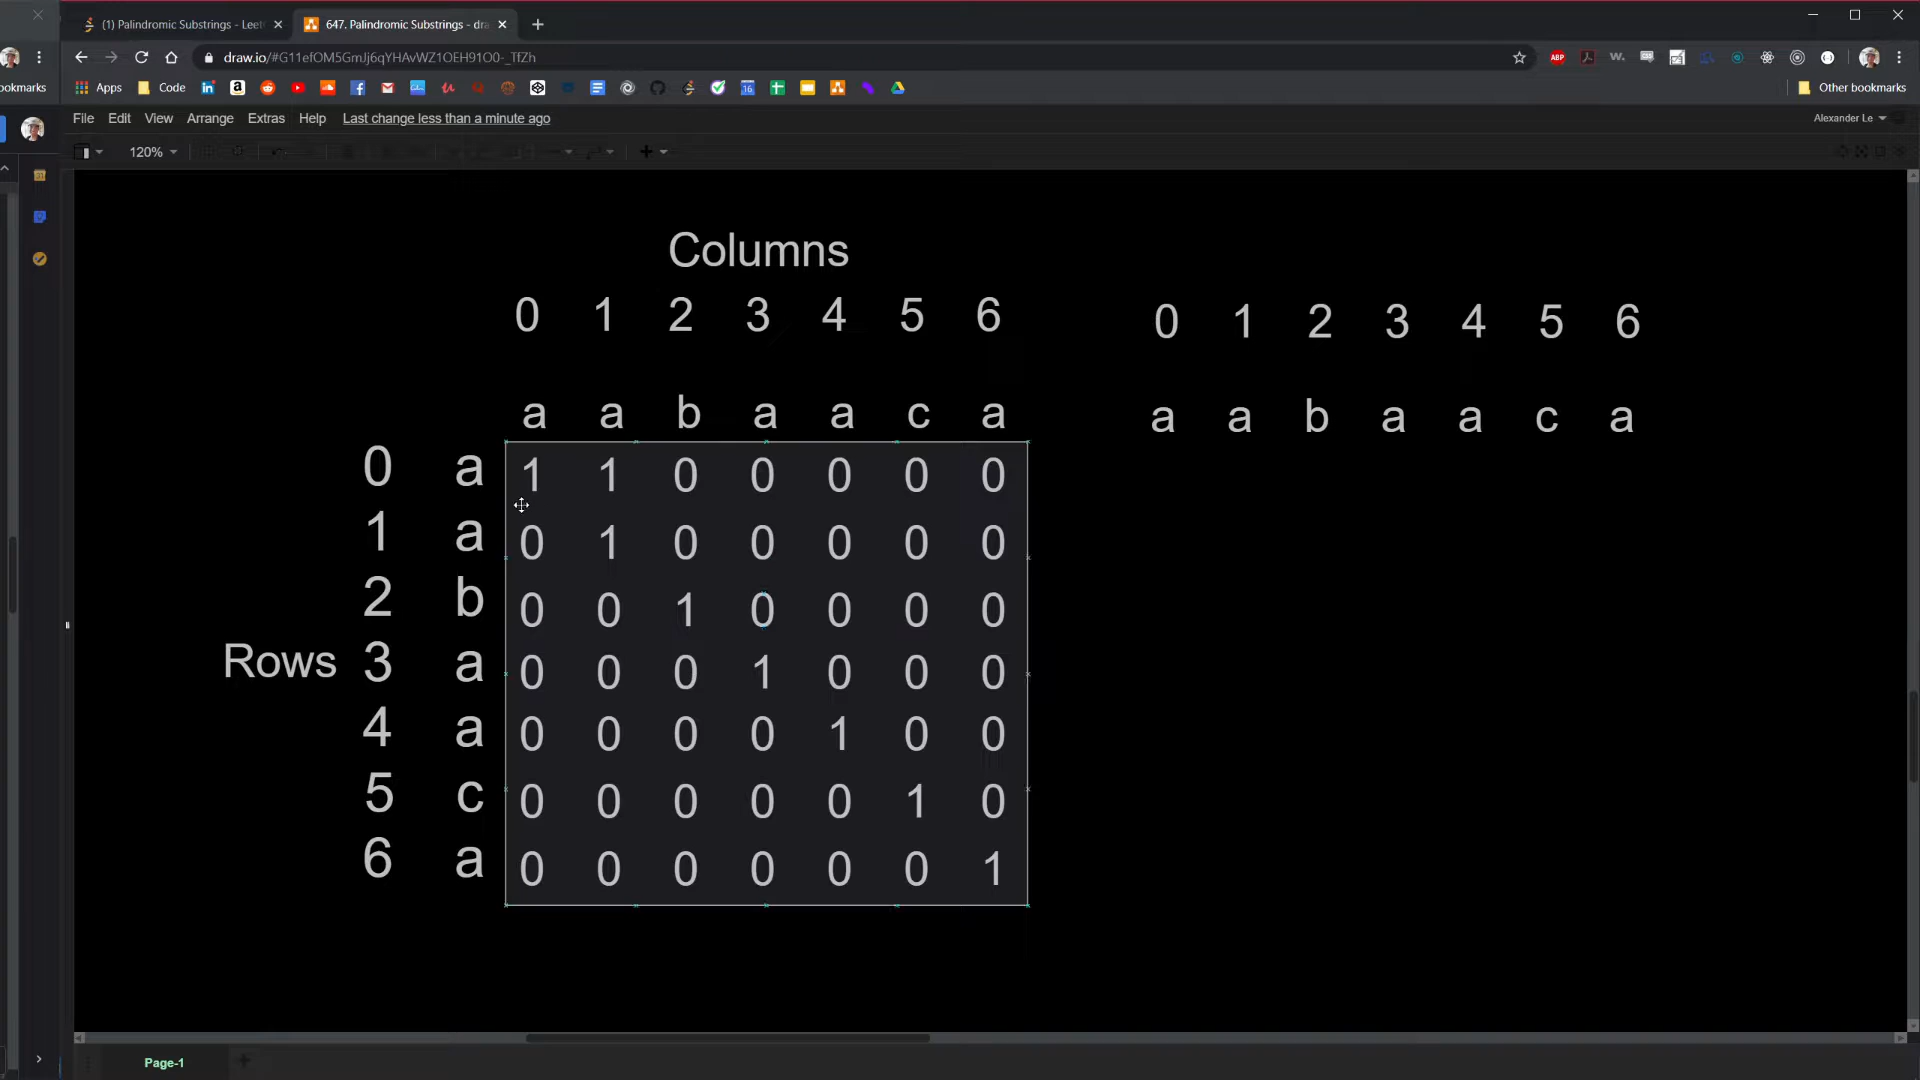 (1) Palindromic Substrings - Leet
647. Palindromic Substrings - dra
draw.io/#G11efOM5GmJj6qYHAvWZ1OEH91O0-_TfZh
ABP
w.
ookmarks
Apps
Code
16
Other bookmarks
File Edit View Arrange Extras Help Last change less than a minute ago
Alexander Le
120%
Columns
0 1 2 3 4 5 6
0 1 2 3 4 5 6
a a b a a c a
a a b a a c a
0 a 1 1 0 0 0 0 0
1 a 0 1 0 0 0 0 0
2 b 0 0 1 0 0 0 0
Rows 3 a 0 0 0 1 0 0 0
4 a 0 0 0 0 1 0 0
5 c 0 0 0 0 0 1 0
6 a 0 0 0 0 0 0 1
Page-1